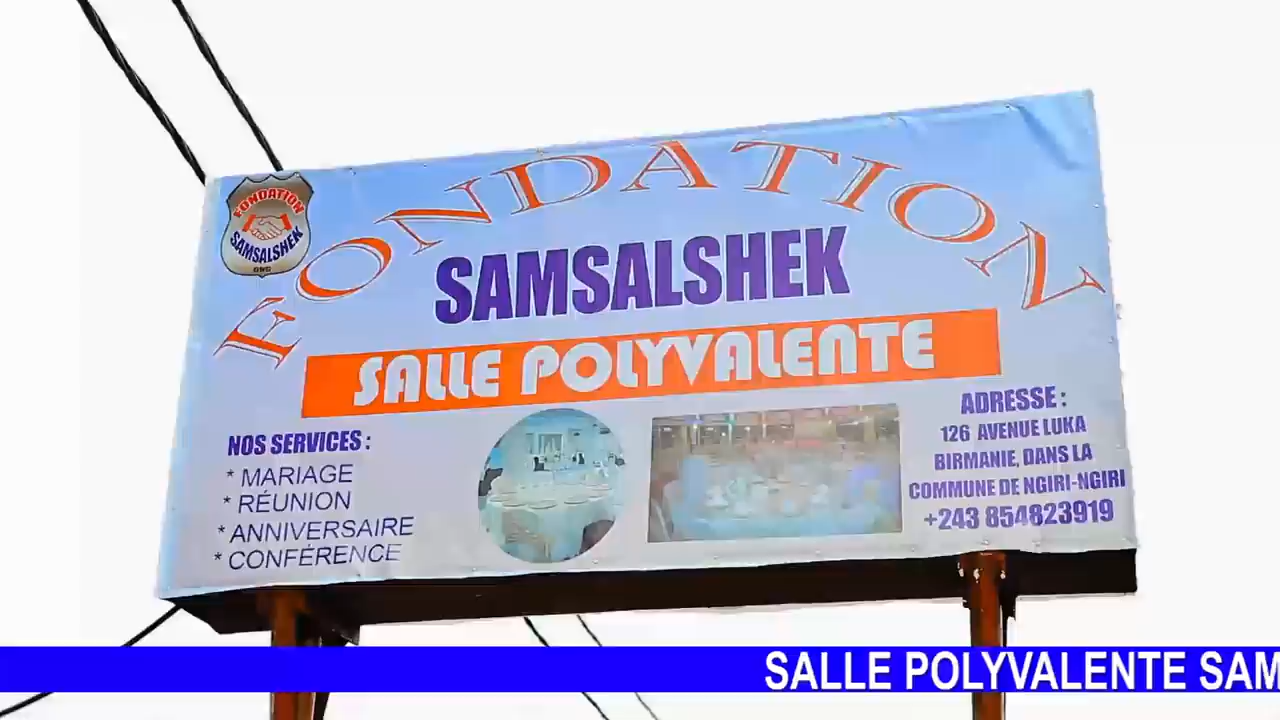 FONDATION
SAMSALSHEK
ONG
FONDATION
SAMSALSHEK
SALLE POLYVALENTE
NOS SERVICES :
* MARIAGE
* RÉUNION
* ANNIVERSAIRE
* CONFÉRENCE
ADRESSE :
126 AVENUE LUKA
BIRMANIE, DANS LA
COMMUNE DE NGIRI-NGIRI
+243 854823919
SALLE POLYVALENTE SAM